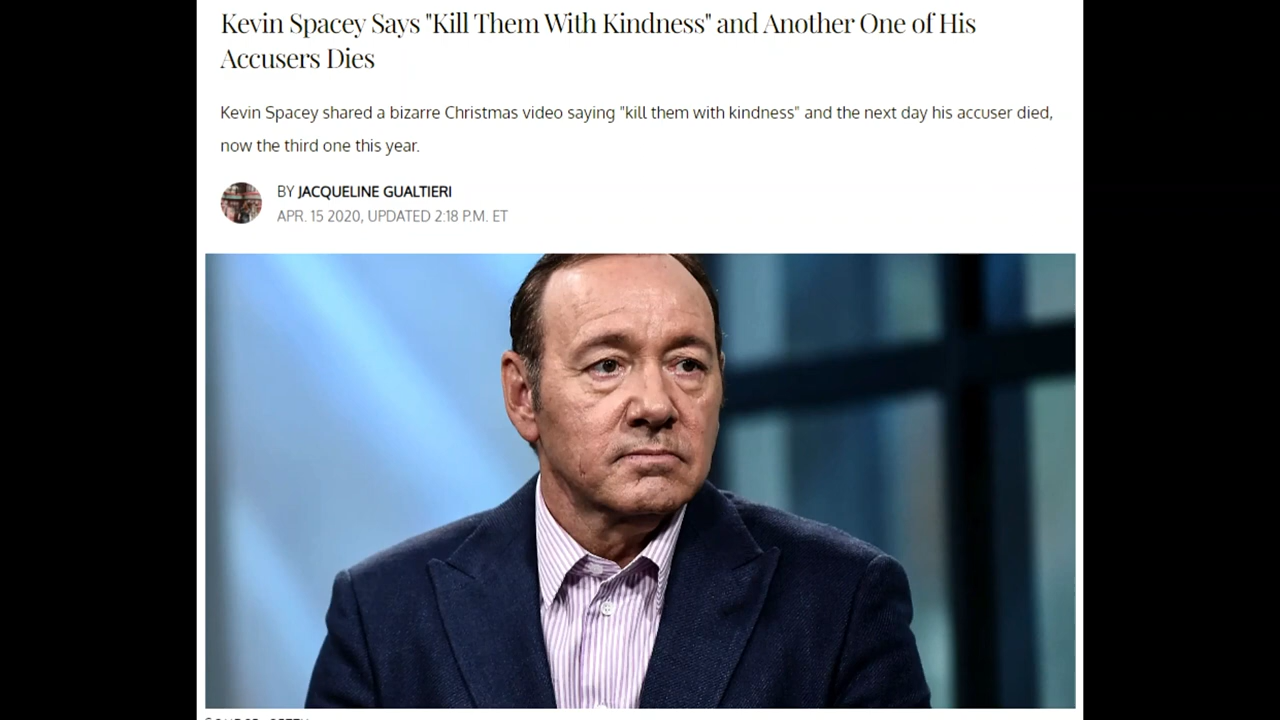 Kevin Spacey Says "Kill Them With Kindness" and Another One of His
Accusers Dies
Kevin Spacey shared a bizarre Christmas video saying "kill them with kindness" and the next day his accuser died,
now the third one this year.
BY JACQUELINE GUALTIERI
APR. 15 2020, UPDATED 2:18 P.M. ET